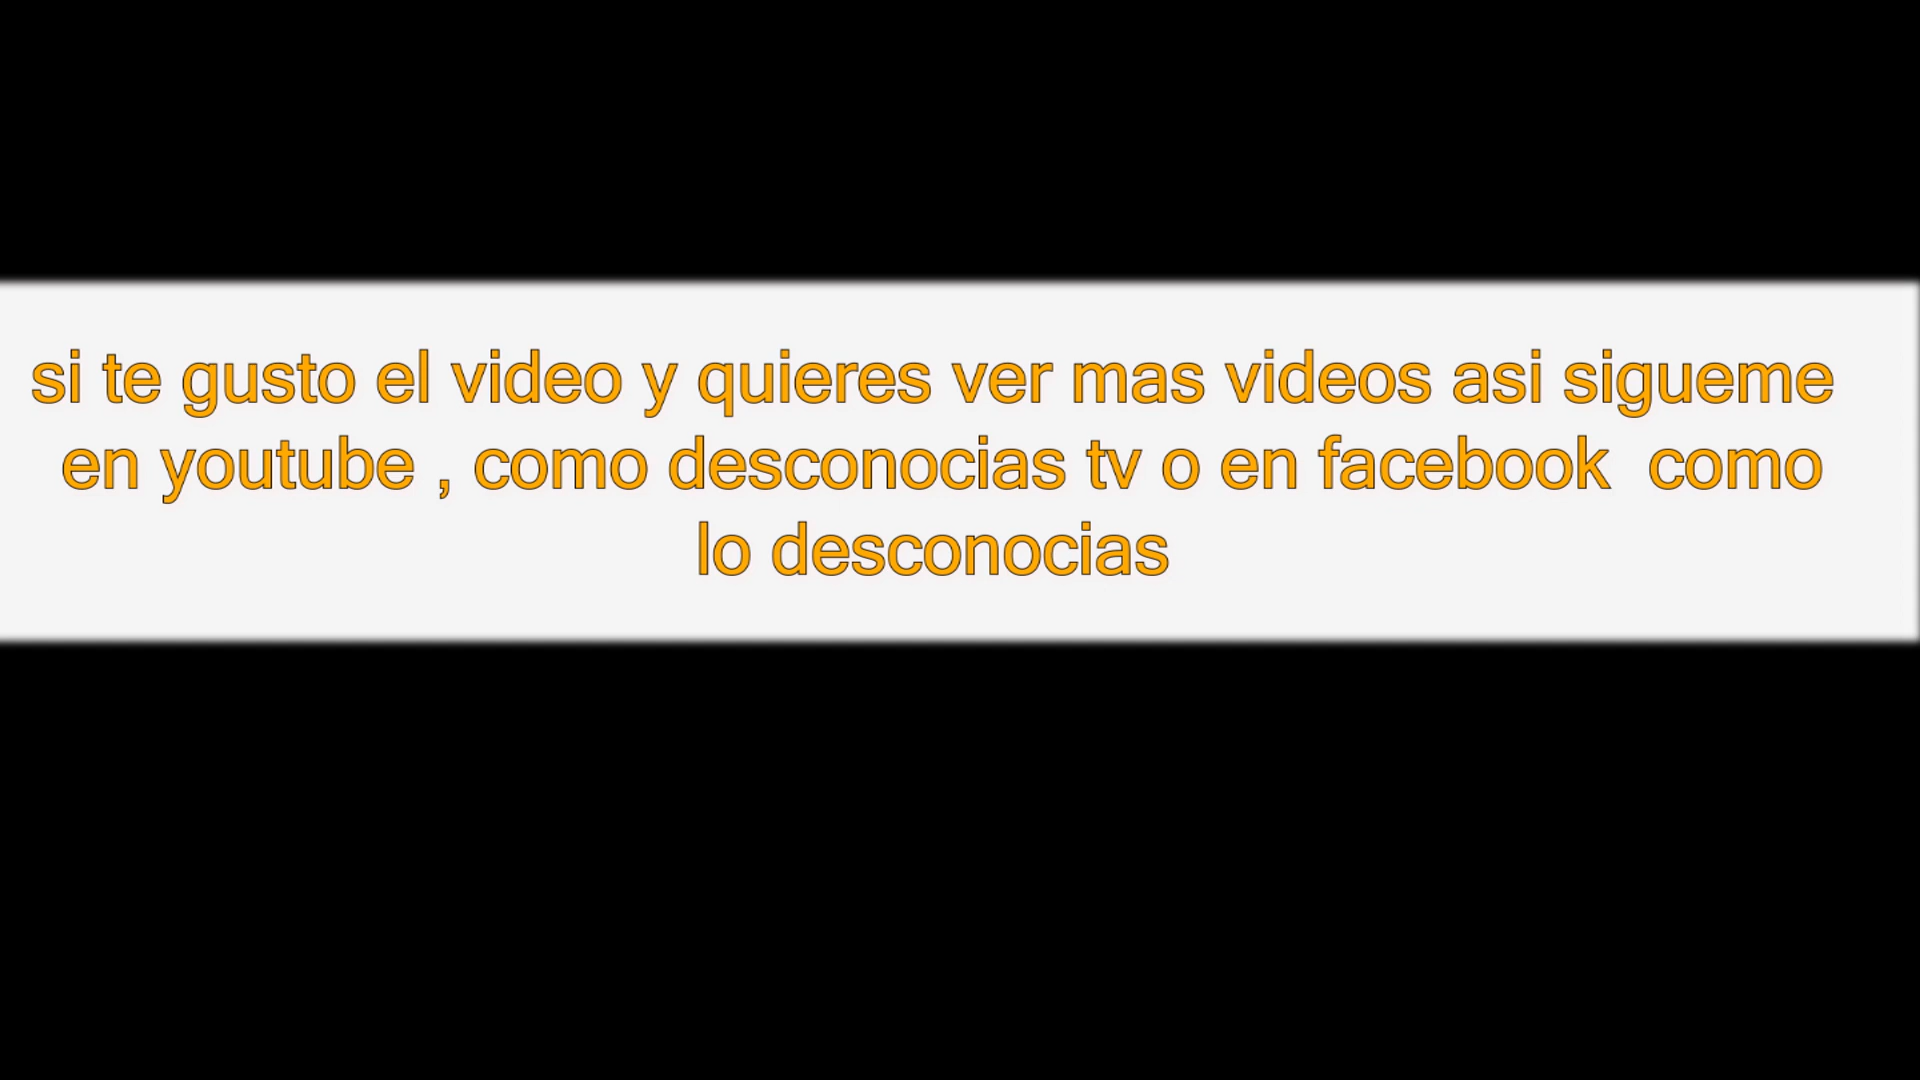 si te gusto el video y quieres ver mas videos asi sigueme
en youtube , como desconocias tv o en facebook  como
lo desconocias